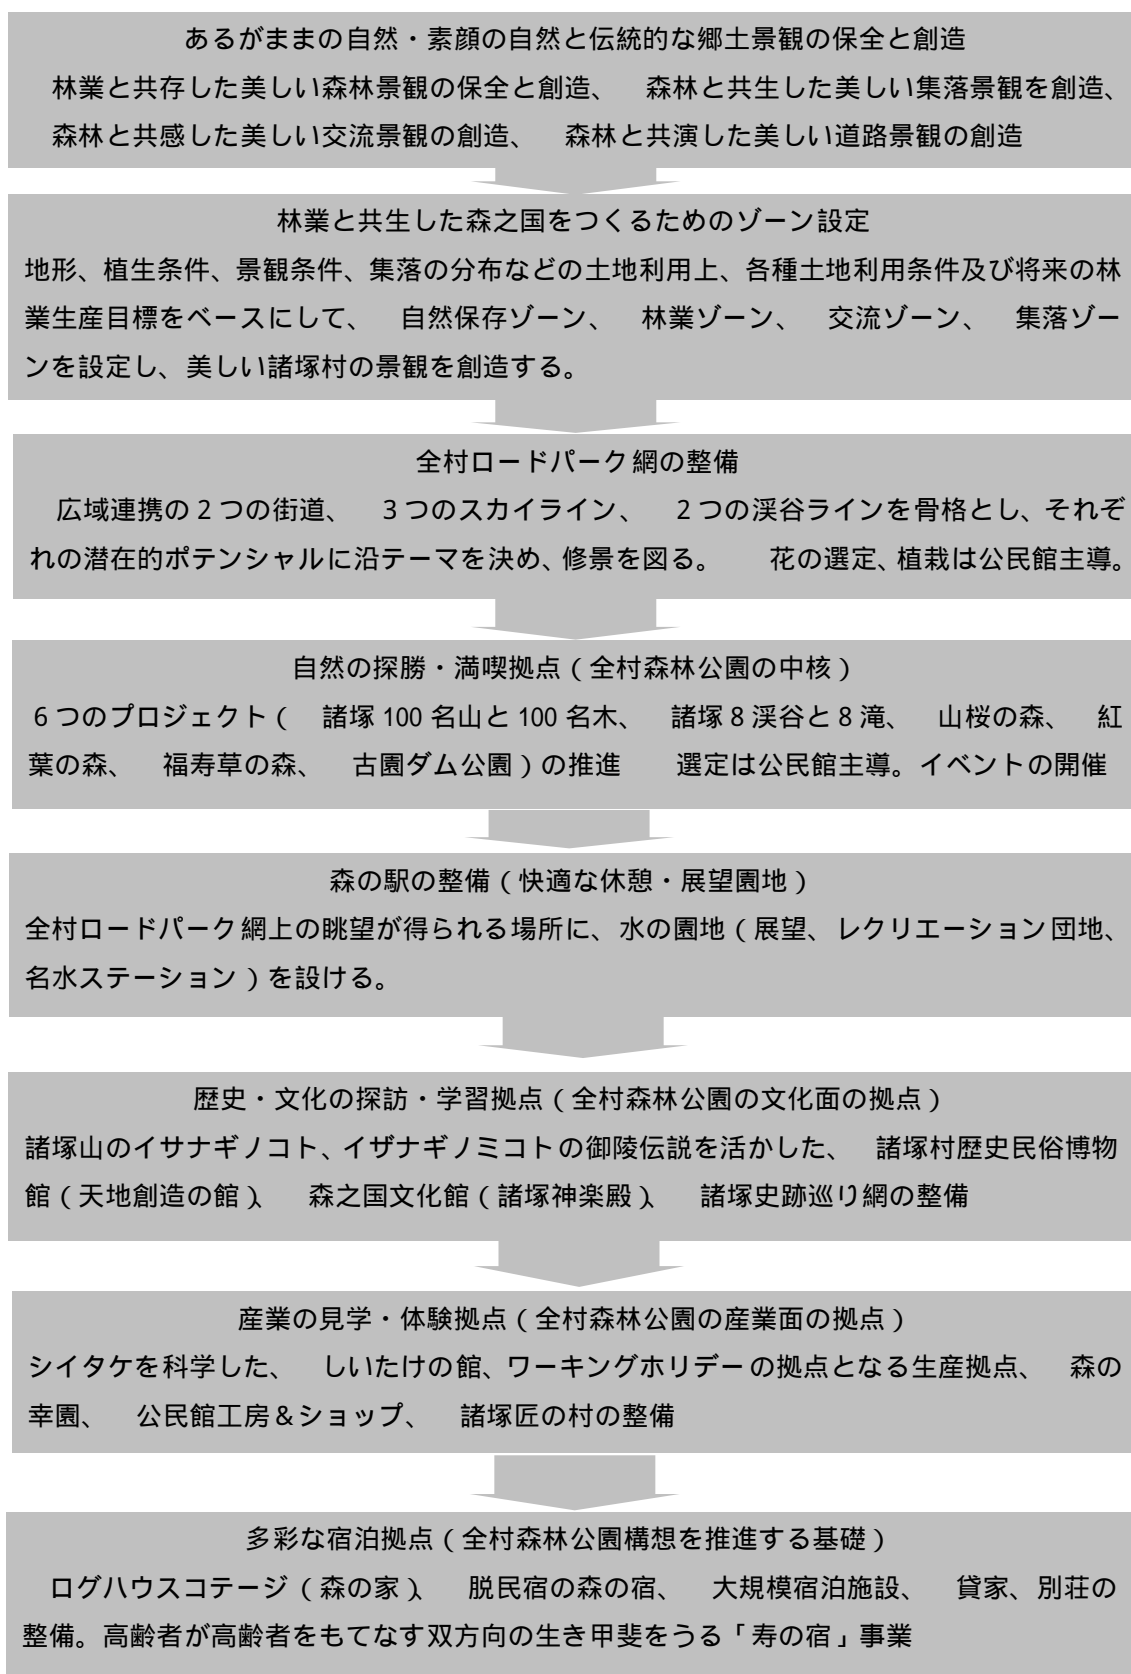 あるがままの自然・素顔の自然と伝統的な郷土景観の保全と創造
林業と共存した美しい森林景観の保全と創造、　森林と共生した美しい集落景観を創造、
森林と共感した美しい交流景観の創造、　森林と共演した美しい道路景観の創造
林業と共生した森之国をつくるためのゾーン設定
地形、植生条件、景観条件、集落の分布などの土地利用上、各種土地利用条件及び将来の林
業生産目標をベースにして、　自然保存ゾーン、　林業ゾーン、　交流ゾーン、　集落ゾー
ンを設定し、美しい諸塚村の景観を創造する。
全村ロードパーク網の整備
広域連携の2つの街道、　3つのスカイライン、　2つの渓谷ラインを骨格とし、それぞ
れの潜在的ポテンシャルに沿テーマを決め、修景を図る。　　花の選定、植栽は公民館主導。
自然の探勝・満喫拠点（全村森林公園の中核）
6つのプロジェクト（　諸塚100名山と100名木、　諸塚8渓谷と8滝、　山桜の森、　紅
葉の森、　福寿草の森、　古園ダム公園）の推進　　選定は公民館主導。イベントの開催
森の駅の整備（快適な休憩・展望園地）
全村ロードパーク網上の眺望が得られる場所に、水の園地（展望、レクリエーション団地、
名水ステーション）を設ける。
歴史・文化の探訪・学習拠点（全村森林公園の文化面の拠点）
諸塚山のイサナギノコト、イザナギノミコトの御陵伝説を活かした、　諸塚村歴史民俗博物
館（天地創造の館）、　森之国文化館（諸塚神楽殿）、　諸塚史跡巡り網の整備
産業の見学・体験拠点（全村森林公園の産業面の拠点）
シイタケを科学した、　しいたけの館、ワーキングホリデーの拠点となる生産拠点、　森の
幸園、　公民館工房＆ショップ、　諸塚匠の村の整備
多彩な宿泊拠点（全村森林公園構想を推進する基礎）
ログハウスコテージ（森の家）、　脱民宿の森の宿、　大規模宿泊施設、　貸家、別荘の
整備。高齢者が高齢者をもてなす双方向の生き甲斐をうる「寿の宿」事業